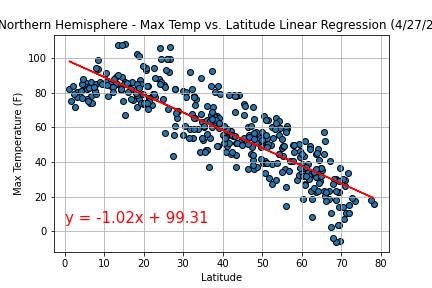 Northern Hemisphere - Max Temp vs. Latitude Linear Regression (4/27/2
100
80
60
40
20
0
Max Temperature (F)
y = -1.02x + 99.31
0 10 20 30 40 50 60 70 80
Latitude